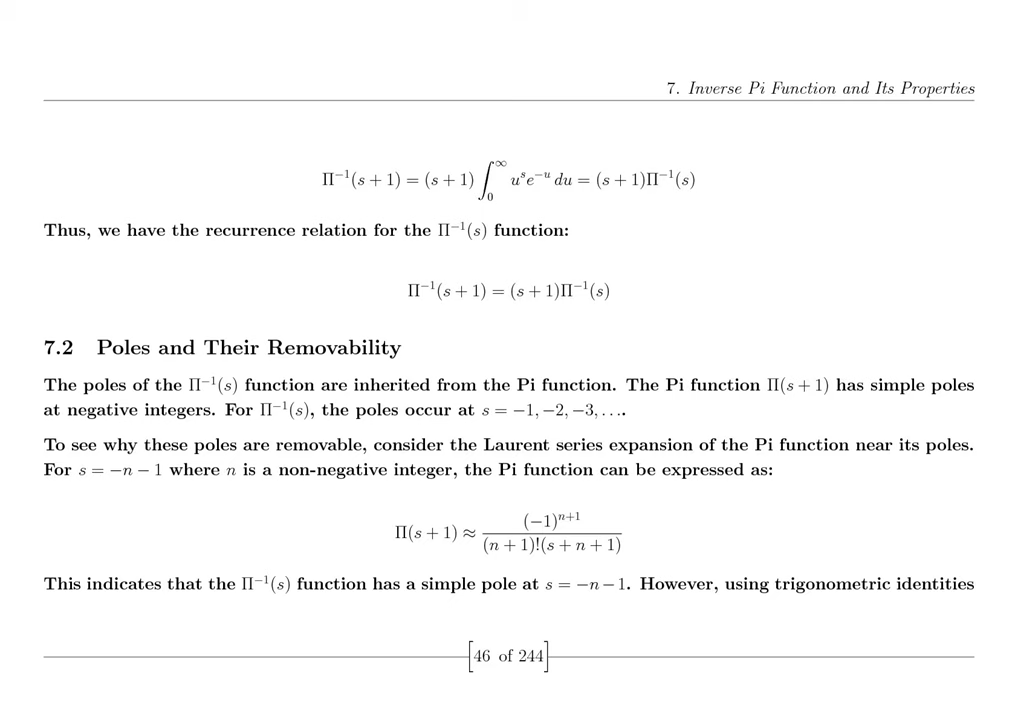 7. Inverse Pi Function and Its Properties
Π⁻¹(s + 1) = (s + 1) ∫₀^∞ uˢe⁻ᵘ du = (s + 1)Π⁻¹(s)
Thus, we have the recurrence relation for the Π⁻¹(s) function:
Π⁻¹(s + 1) = (s + 1)Π⁻¹(s)
7.2 Poles and Their Removability
The poles of the Π⁻¹(s) function are inherited from the Pi function. The Pi function Π(s + 1) has simple poles
at negative integers. For Π⁻¹(s), the poles occur at s = −1, −2, −3, . . ..
To see why these poles are removable, consider the Laurent series expansion of the Pi function near its poles.
For s = −n − 1 where n is a non-negative integer, the Pi function can be expressed as:
Π(s + 1) ≈ (−1)ⁿ⁺¹ / (n + 1)!(s + n + 1)
This indicates that the Π⁻¹(s) function has a simple pole at s = −n − 1. However, using trigonometric identities
[46 of 244]